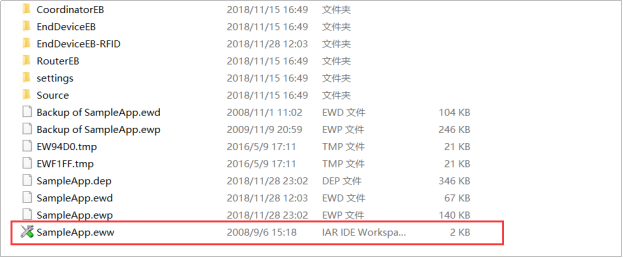 CoordinatorEB 2018/11/15 16:49 文件夹
EndDeviceEB 2018/11/15 16:49 文件夹
EndDeviceEB-RFID 2018/11/28 12:03 文件夹
RouterEB 2018/11/15 16:49 文件夹
settings 2018/11/15 16:49 文件夹
Source 2018/11/15 16:49 文件夹
Backup of SampleApp.ewd 2008/11/1 11:02 EWD 文件 104 KB
Backup of SampleApp.ewp 2009/11/9 20:59 EWP 文件 246 KB
EW94D0.tmp 2016/5/9 17:11 TMP 文件 21 KB
EWF1FF.tmp 2016/5/9 17:11 TMP 文件 21 KB
SampleApp.dep 2018/11/28 23:02 DEP 文件 346 KB
SampleApp.ewd 2018/11/28 12:03 EWD 文件 67 KB
SampleApp.ewp 2018/11/28 23:02 EWP 文件 140 KB
SampleApp.eww 2008/9/6 15:18 IAR IDE Workspa... 2 KB